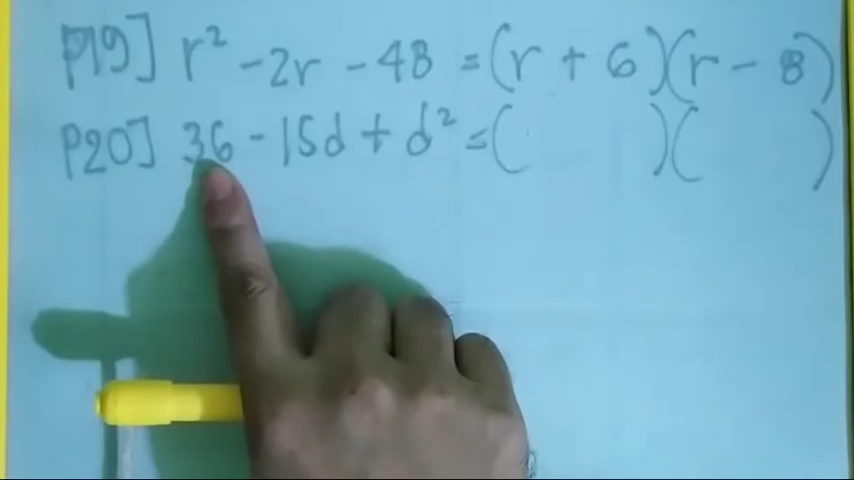 P19] r² - 2r - 48 = (r + 6)(r - 8)
P20] 36 - 15d + d² = ( )( )